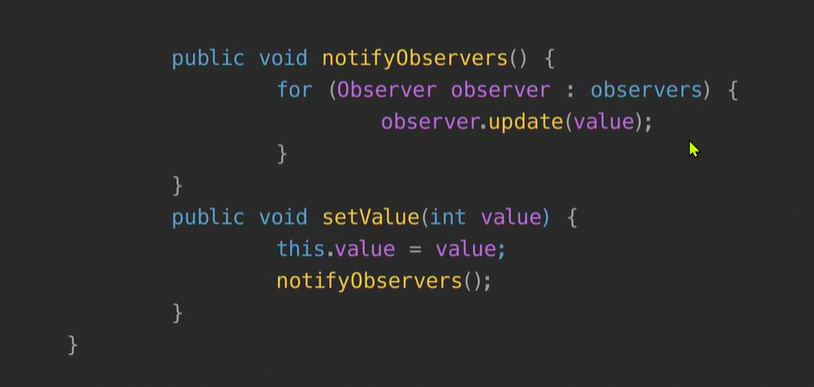 public void notifyObservers() {
for (Observer observer : observers) {
observer.update(value);
}
}
public void setValue(int value) {
this.value = value;
notifyObservers();
}
}